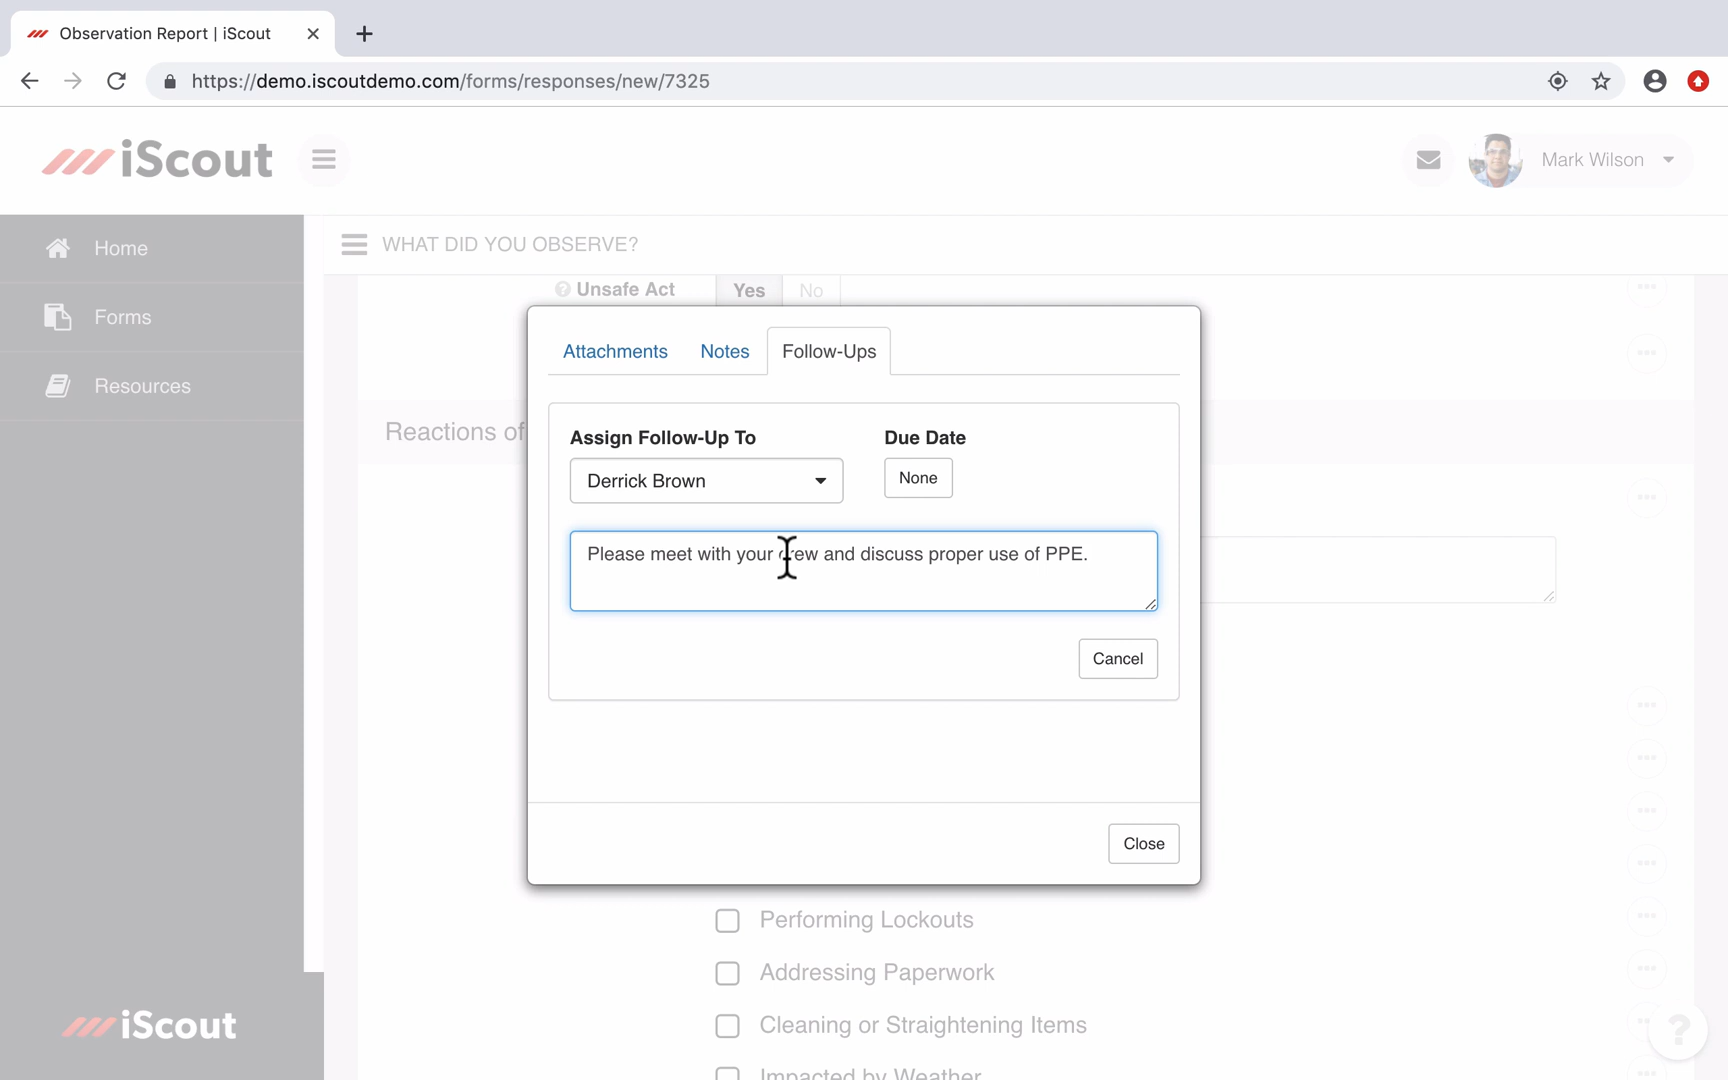 Observation Report | iScout
https://demo.iscoutdemo.com/forms/responses/new/7325
iScout
Mark Wilson
Home
Forms
Resources
WHAT DID YOU OBSERVE?
Unsafe Act
Yes
No
Attachments
Notes
Follow-Ups
Reactions of
Assign Follow-Up To
Due Date
Derrick Brown
None
Please meet with your crew and discuss proper use of PPE.
Cancel
Close
Performing Lockouts
Addressing Paperwork
Cleaning or Straightening Items
Impacted by Weather
iScout
?